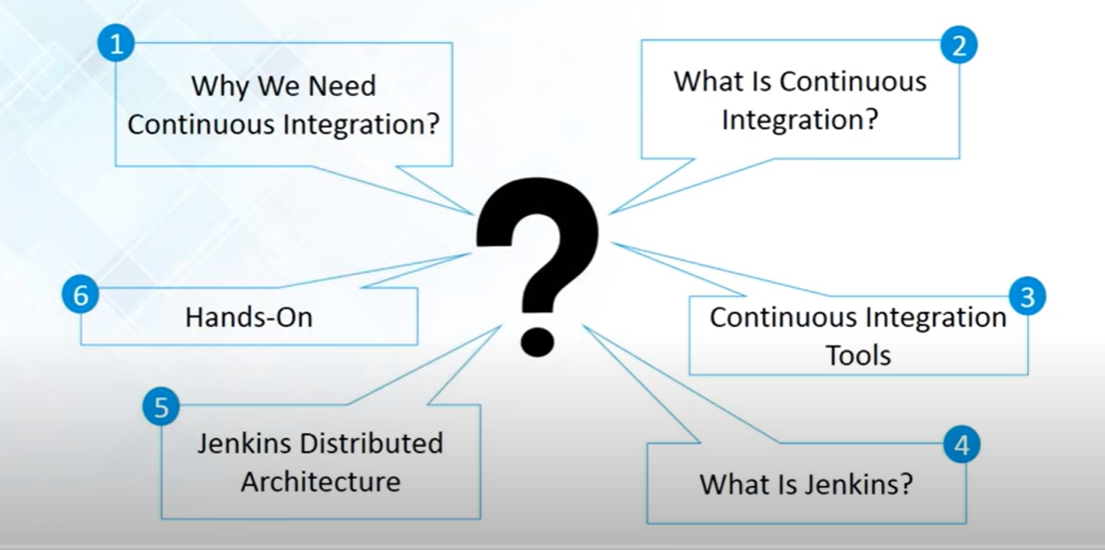 1
Why We Need
Continuous Integration?
2
What Is Continuous
Integration?
3
Continuous Integration
Tools
4
What Is Jenkins?
5
Jenkins Distributed
Architecture
6
Hands-On
?